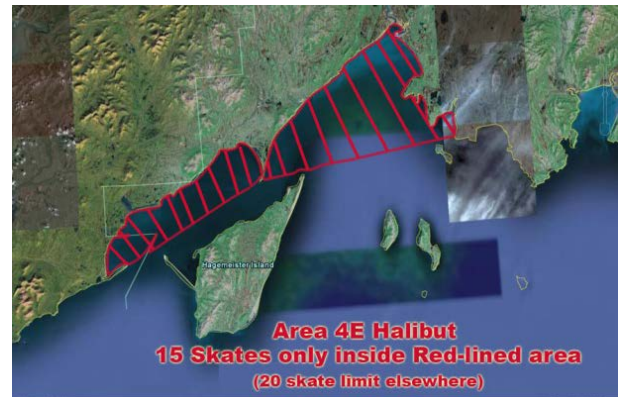 Hagemeister Island
Area 4E Halibut
15 Skates only inside Red-lined area
(20 skate limit elsewhere)